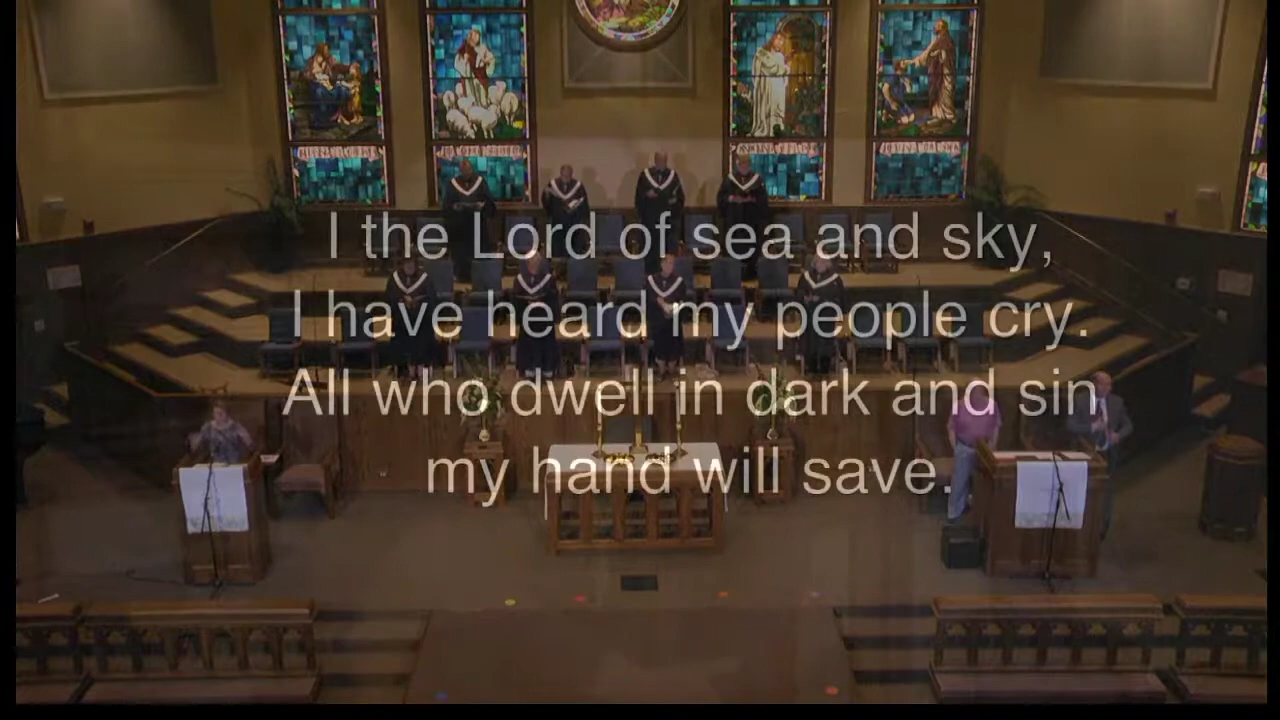 I the Lord of sea and sky,
I have heard my people cry.
All who dwell in dark and sin
my hand will save.